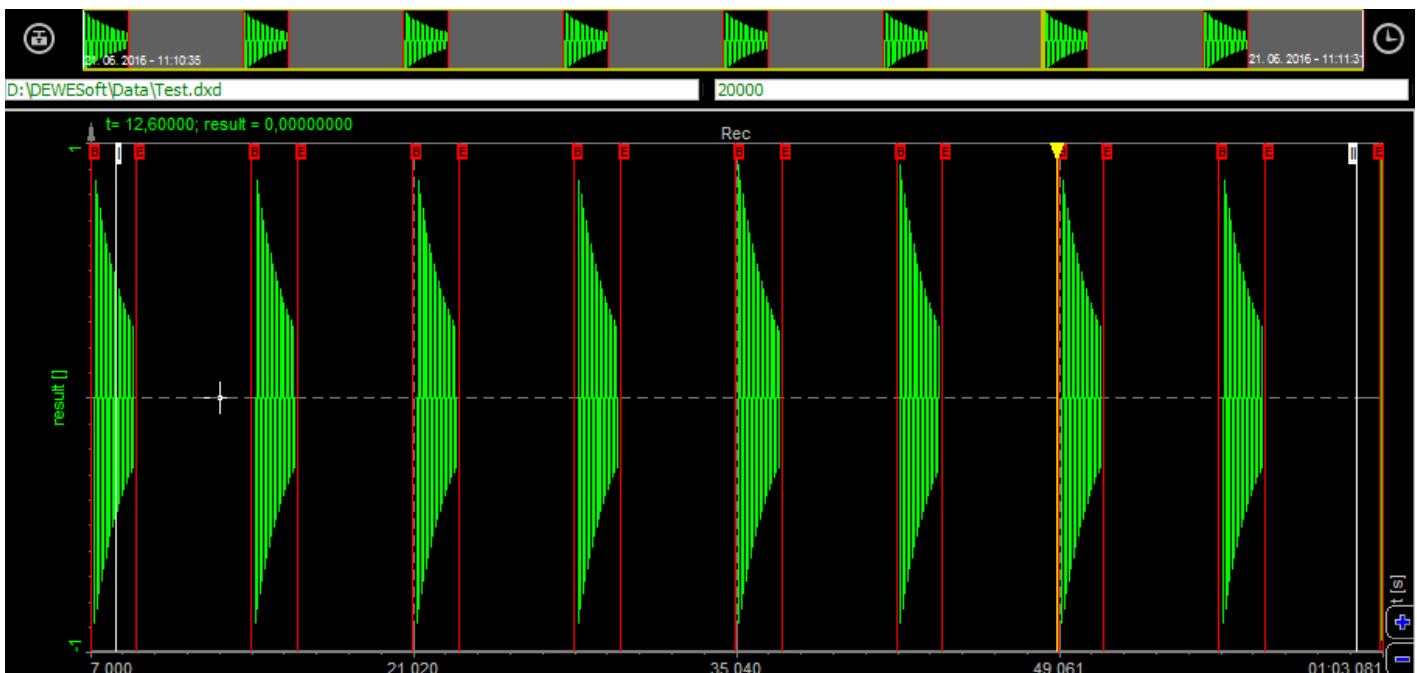 21. 06. 2016 - 11:10:35
21. 06. 2016 - 11:11:31
D:\DEWESoft\Data\Test.dxd
20000
t= 12,60000; result = 0,00000000
Rec
1
B I E B E B E B E B E B E B E B E II E
result []
-1
t [s]
7,000 21,020 35,040 49,061 01:03,081